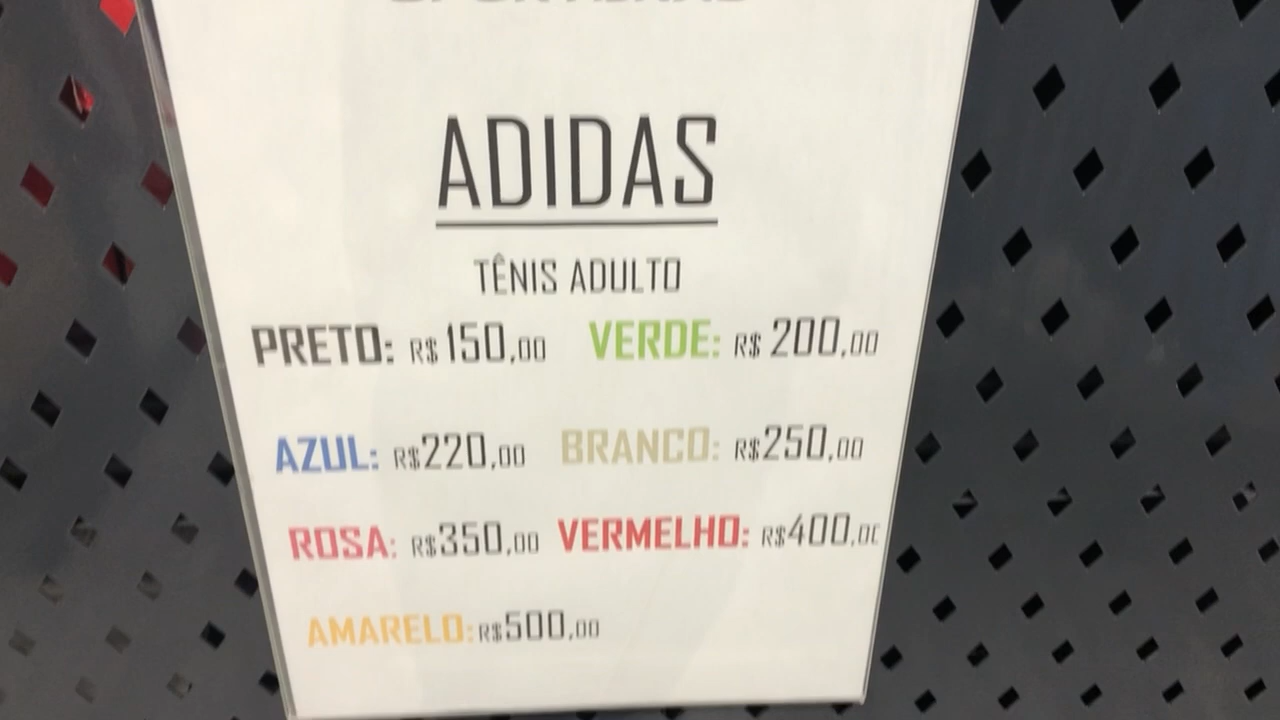 ADIDAS
TÊNIS ADULTO
PRETO: R$150,00 VERDE: R$ 200,00
AZUL: R$220,00 BRANCO: R$250,00
ROSA: R$350,00 VERMELHO: R$400,00
AMARELO: R$500,00